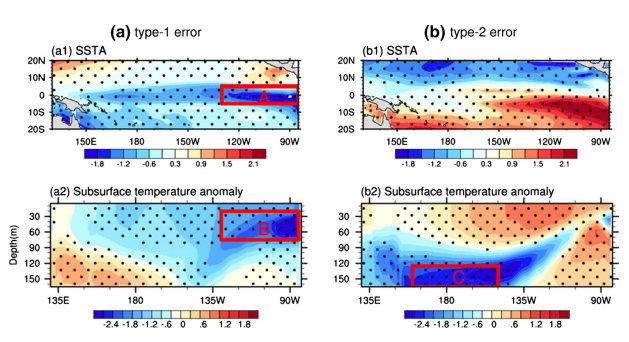 (a) type-1 error
(b) type-2 error
(a1) SSTA
(b1) SSTA
20N
10N
0
10S
20S
A
150E 180 150W 120W 90W
-1.8 -1.2 -0.6 0.3 0.9 1.5 2.1
20N
10N
0
10S
20S
150E 180 150W 120W 90W
-1.8 -1.2 -0.6 0.3 0.9 1.5 2.1
(a2) Subsurface temperature anomaly
(b2) Subsurface temperature anomaly
Depth(m)
30
60
90
120
150
B
135E 180 135W 90W
-2.4 -1.8 -1.2 -.6 0 .6 1.2 1.8
30
60
90
120
150
C
135E 180 135W 90W
-2.4 -1.8 -1.2 -.6 0 .6 1.2 1.8